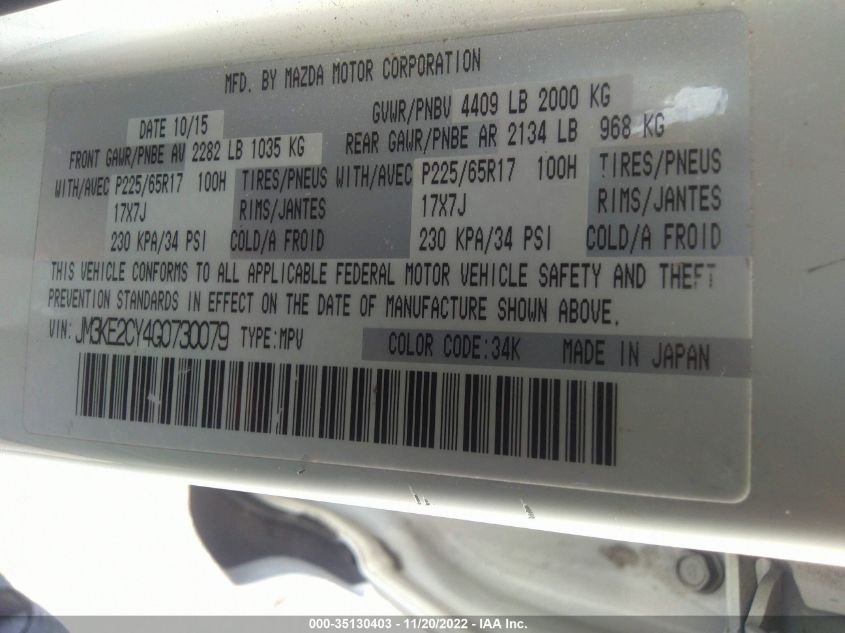 MFD. BY MAZDA MOTOR CORPORATION
DATE 10/15 GVWR/PNBV 4409 LB 2000 KG
FRONT GAWR/PNBE AV 2282 LB 1035 KG REAR GAWR/PNBE AR 2134 LB 968 KG
WITH/AVEC P225/65R17 100H TIRES/PNEUS WITH/AVEC P225/65R17 100H TIRES/PNEUS
17X7J RIMS/JANTES 17X7J RIMS/JANTES
230 KPA/34 PSI COLD/A FROID 230 KPA/34 PSI COLD/A FROID
THIS VEHICLE CONFORMS TO ALL APPLICABLE FEDERAL MOTOR VEHICLE SAFETY AND THEFT
PREVENTION STANDARDS IN EFFECT ON THE DATE OF MANUFACTURE SHOWN ABOVE.
VIN:JM3KE2CY4G0730079 TYPE:MPV COLOR CODE:34K MADE IN JAPAN
000-35130403 - 11/20/2022 - IAA Inc.